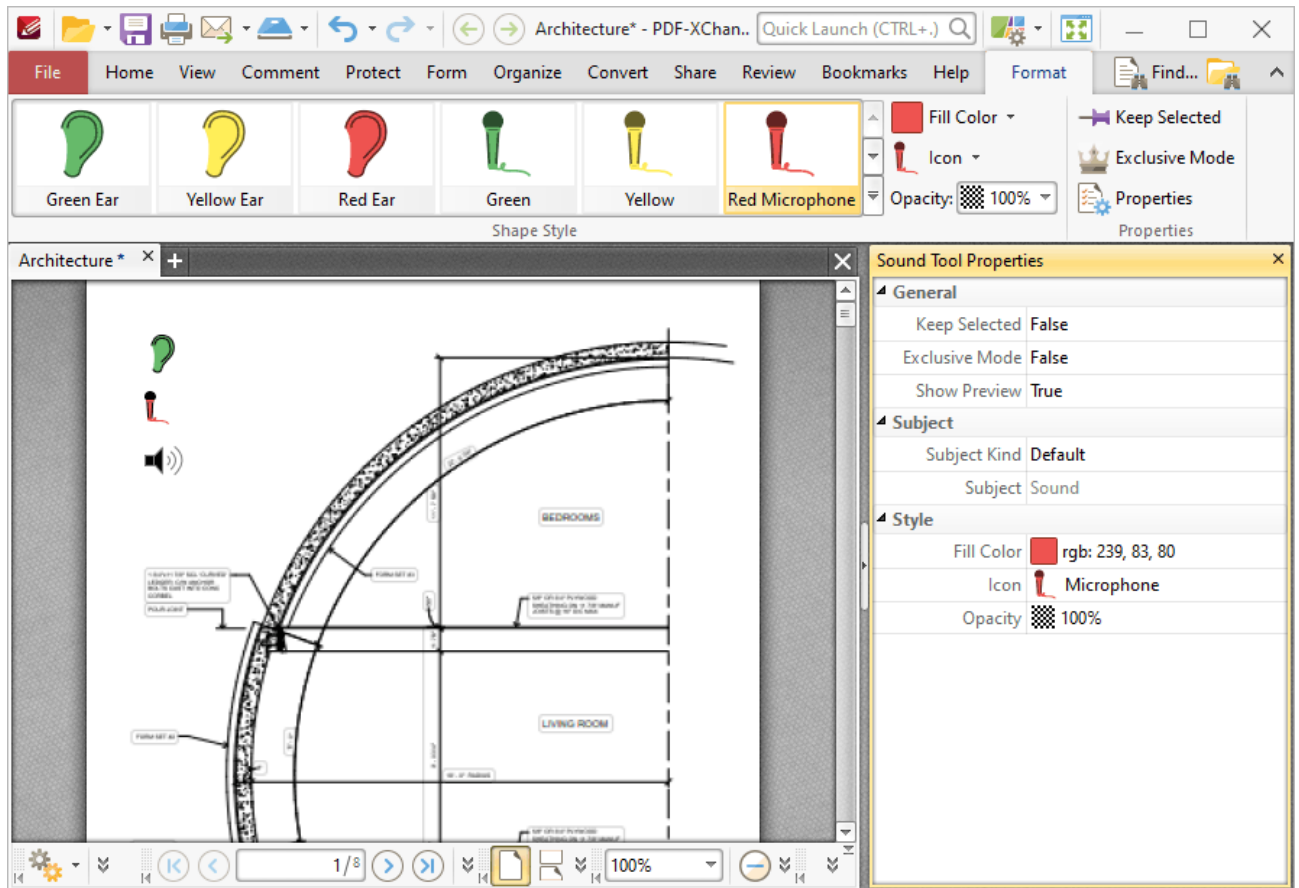 Architecture* - PDF-XChan..
Quick Launch (CTRL+.)
File Home View Comment Protect Form Organize Convert Share Review Bookmarks Help Format Find...
Green Ear Yellow Ear Red Ear Green Yellow Red Microphone
Fill Color
Icon
Opacity: 100%
Shape Style
Keep Selected
Exclusive Mode
Properties
Properties
Architecture *
BEDROOMS
POUR JOINT
LIVING ROOM
Sound Tool Properties
General
Keep Selected False
Exclusive Mode False
Show Preview True
Subject
Subject Kind Default
Subject Sound
Style
Fill Color rgb: 239, 83, 80
Icon Microphone
Opacity 100%
1/8
100%